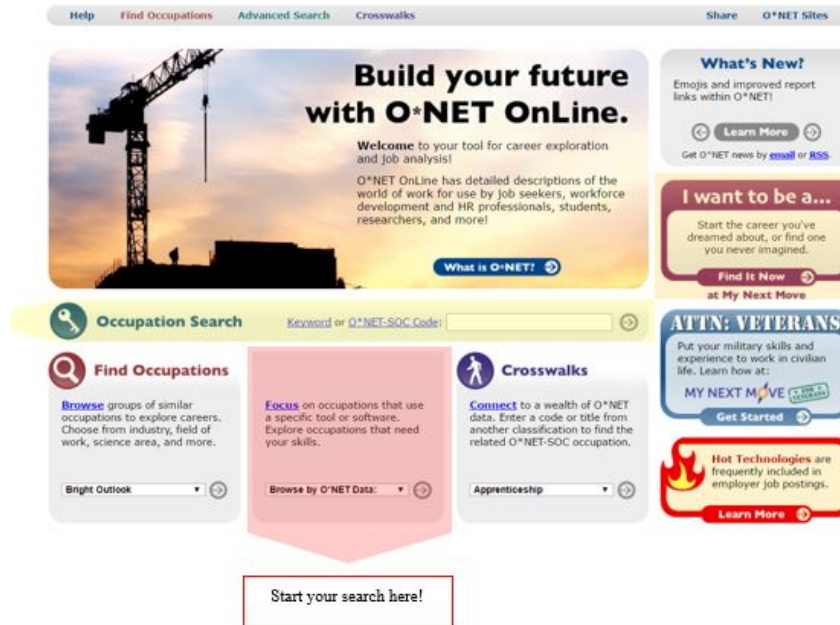 Help Find Occupations Advanced Search Crosswalks Share O*NET Sites
Build your future
with O*NET OnLine.
Welcome to your tool for career exploration
and job analysis!
O*NET OnLine has detailed descriptions of the
world of work for use by job seekers, workforce
development and HR professionals, students,
researchers, and more!
What is O*NET?
What's New?
Emojis and improved report
links within O*NET!
Learn More
Get O*NET news by email or RSS.
I want to be a...
Start the career you've
dreamed about, or find one
you never imagined.
Find It Now
at My Next Move
Occupation Search Keyword or O*NET-SOC Code:
Find Occupations
Browse groups of similar
occupations to explore careers.
Choose from industry, field of
work, science area, and more.
Bright Outlook
Focus on occupations that use
a specific tool or software.
Explore occupations that need
your skills.
Browse by O*NET Data:
Crosswalks
Connect to a wealth of O*NET
data. Enter a code or title from
another classification to find the
related O*NET-SOC occupation.
Apprenticeship
ATTN: VETERANS
Put your military skills and
experience to work in civilian
life. Learn how at:
MY NEXT MOVE FOR VETERANS
Get Started
Hot Technologies are
frequently included in
employer job postings.
Learn More
Start your search here!